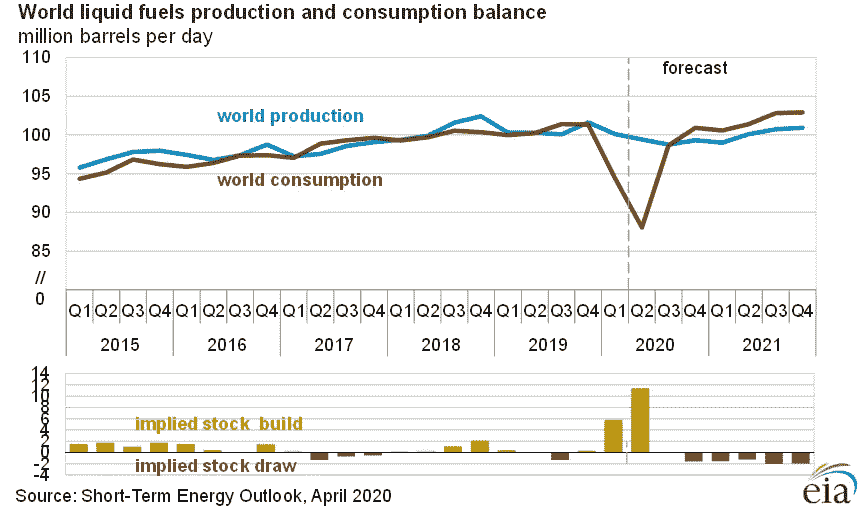 World liquid fuels production and consumption balance
million barrels per day
110
forecast
105
world production
100
95
world consumption
90
85
//
0
Q1 Q2 Q3 Q4 Q1 Q2 Q3 Q4 Q1 Q2 Q3 Q4 Q1 Q2 Q3 Q4 Q1 Q2 Q3 Q4 Q1 Q2 Q3 Q4 Q1 Q2 Q3 Q4
2015 2016 2017 2018 2019 2020 2021
14
12
10
8
6
implied stock build
4
2
0
implied stock draw
-2
-4
Source: Short-Term Energy Outlook, April 2020
eia